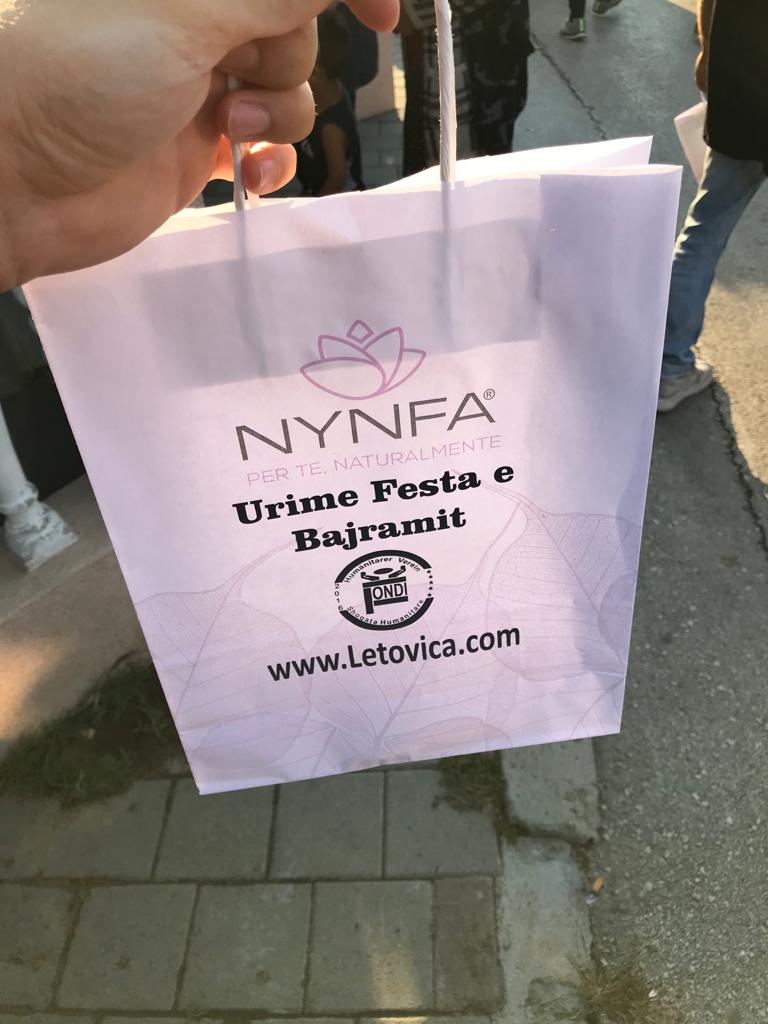 NYNFA®
PER TE, NATURALMENTE
Urime Festa e
Bajramit
Humanitarer Verein
2016
FONDI
Shoqata Humanitare
www.Letovica.com